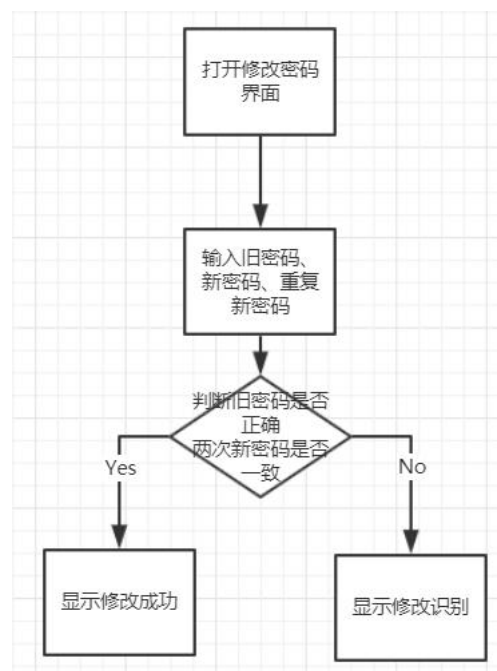 打开修改密码
界面
输入旧密码、
新密码、重复
新密码
判断旧密码是否
正确
两次新密码是否
一致
Yes
No
显示修改成功
显示修改识别